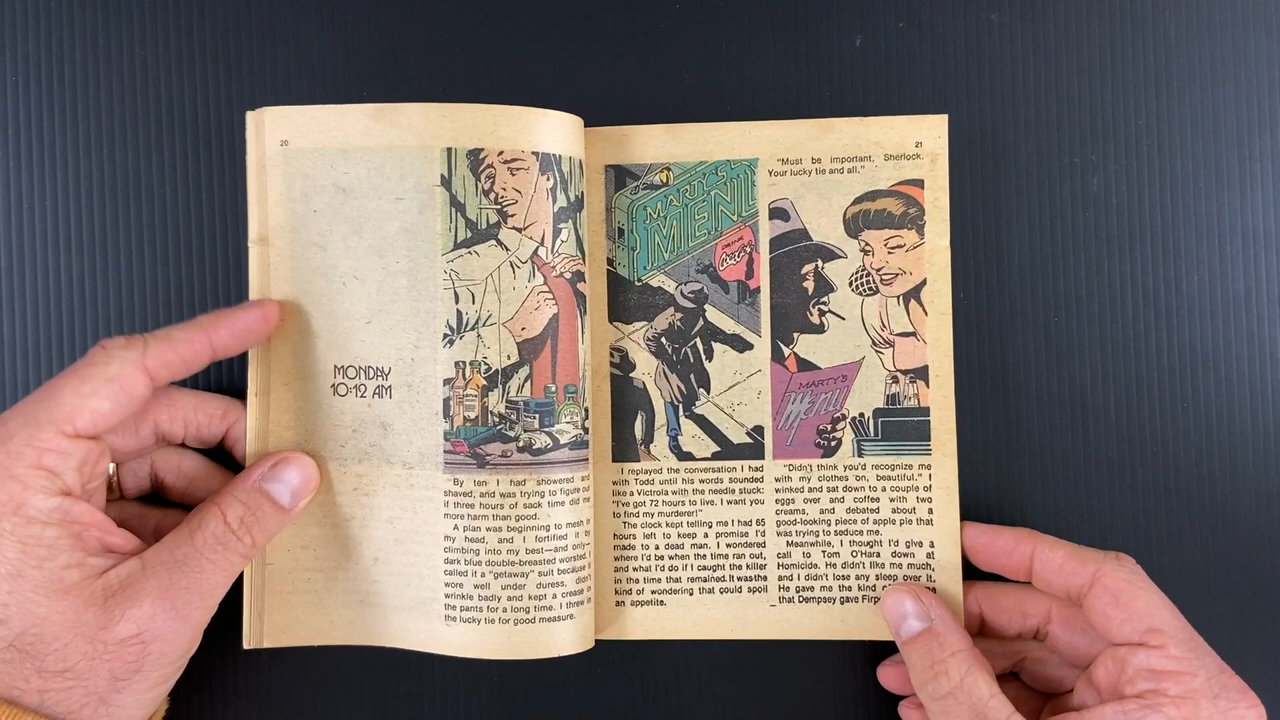 20
MONDAY
10:12 AM
By ten I had showered and
shaved, and was trying to figure out
if three hours of sack time did me
more harm than good.
A plan was beginning to mesh in
my head, and I fortified it by
climbing into my best—and only—
dark blue double-breasted worsted. I
called it a “getaway” suit because it
wore well under duress, didn't
wrinkle badly and kept a crease in
the pants for a long time. I threw in
the lucky tie for good measure.
21
MARTY'S
MENU
DRINK
Coca-Cola
I replayed the conversation I had
with Todd until his words sounded
like a Victrola with the needle stuck:
“I've got 72 hours to live. I want you
to find my murderer!”
The clock kept telling me I had 65
hours left to keep a promise I'd
made to a dead man. I wondered
where I'd be when the time ran out,
and what I'd do if I caught the killer
in the time that remained. It was the
kind of wondering that could spoil
an appetite.
“Must be important, Sherlock.
Your lucky tie and all.”
MARTY'S
Menu
“Didn't think you'd recognize me
with my clothes on, beautiful.” I
winked and sat down to a couple of
eggs over and coffee with two
creams, and debated about a
good-looking piece of apple pie that
was trying to seduce me.
Meanwhile, I thought I'd give a
call to Tom O'Hara down at
Homicide. He didn't like me much,
and I didn't lose any sleep over it.
He gave me the kind of
that Dempsey gave Firpo